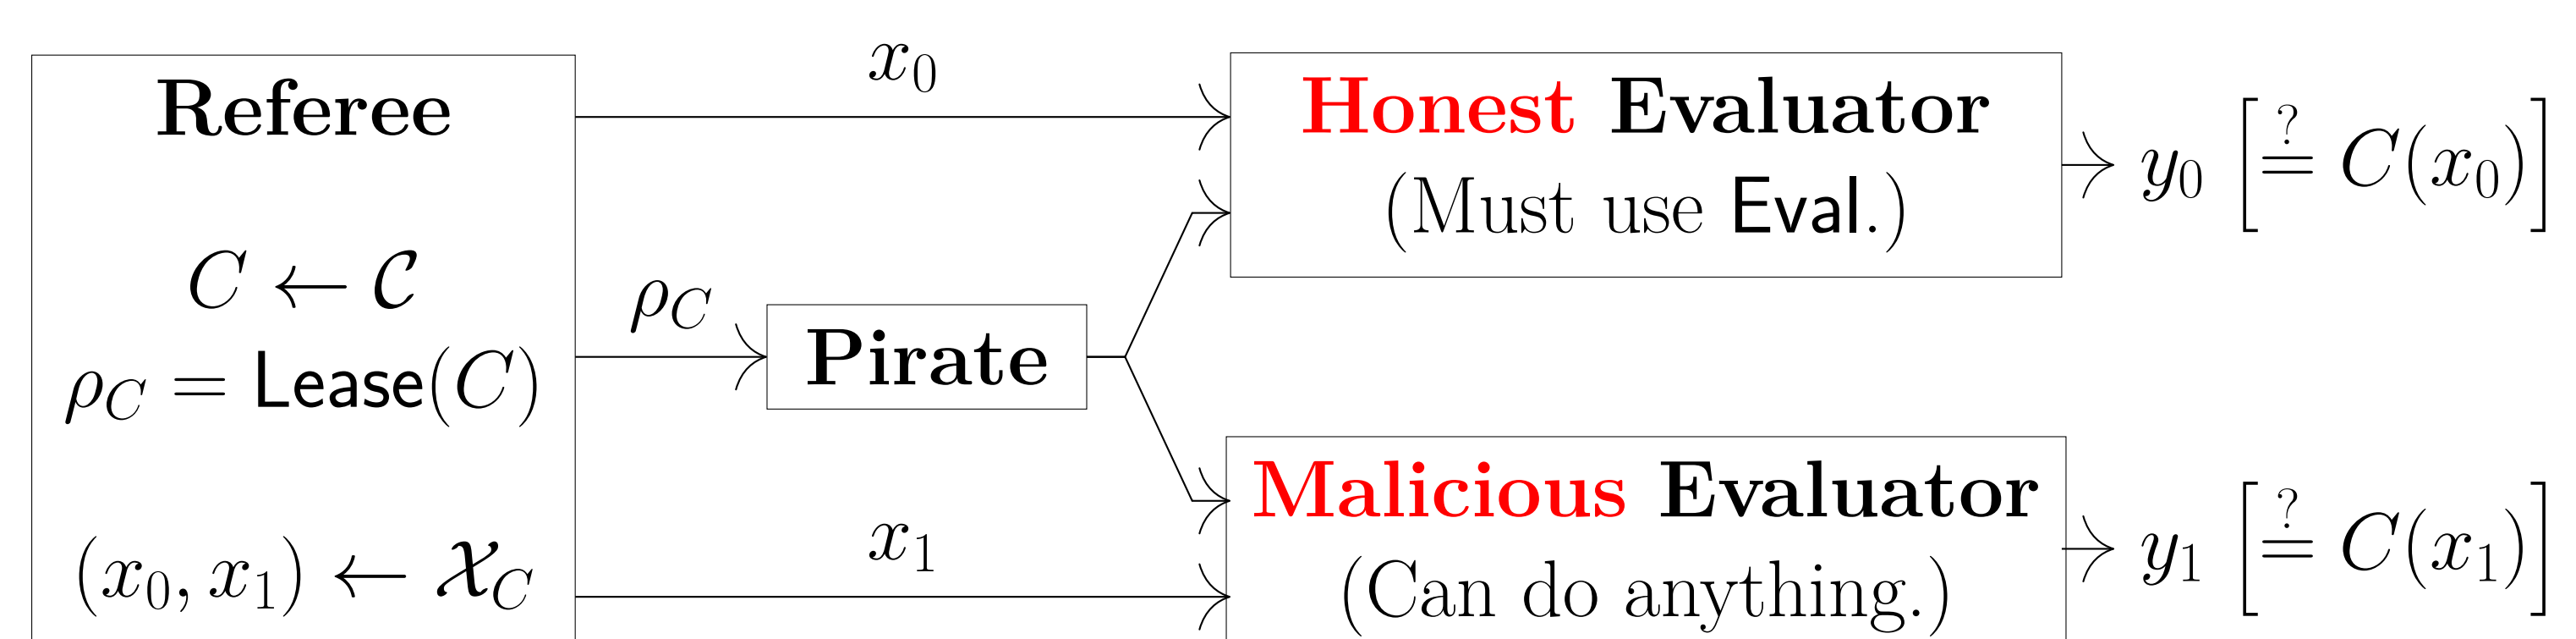 Referee
C ← 𝒞
ρ_C = Lease(C)
(x_0, x_1) ← 𝒳_C
x_0
ρ_C
x_1
Pirate
Honest Evaluator
(Must use Eval.)
y_0 [≟ C(x_0)]
Malicious Evaluator
(Can do anything.)
y_1 [≟ C(x_1)]